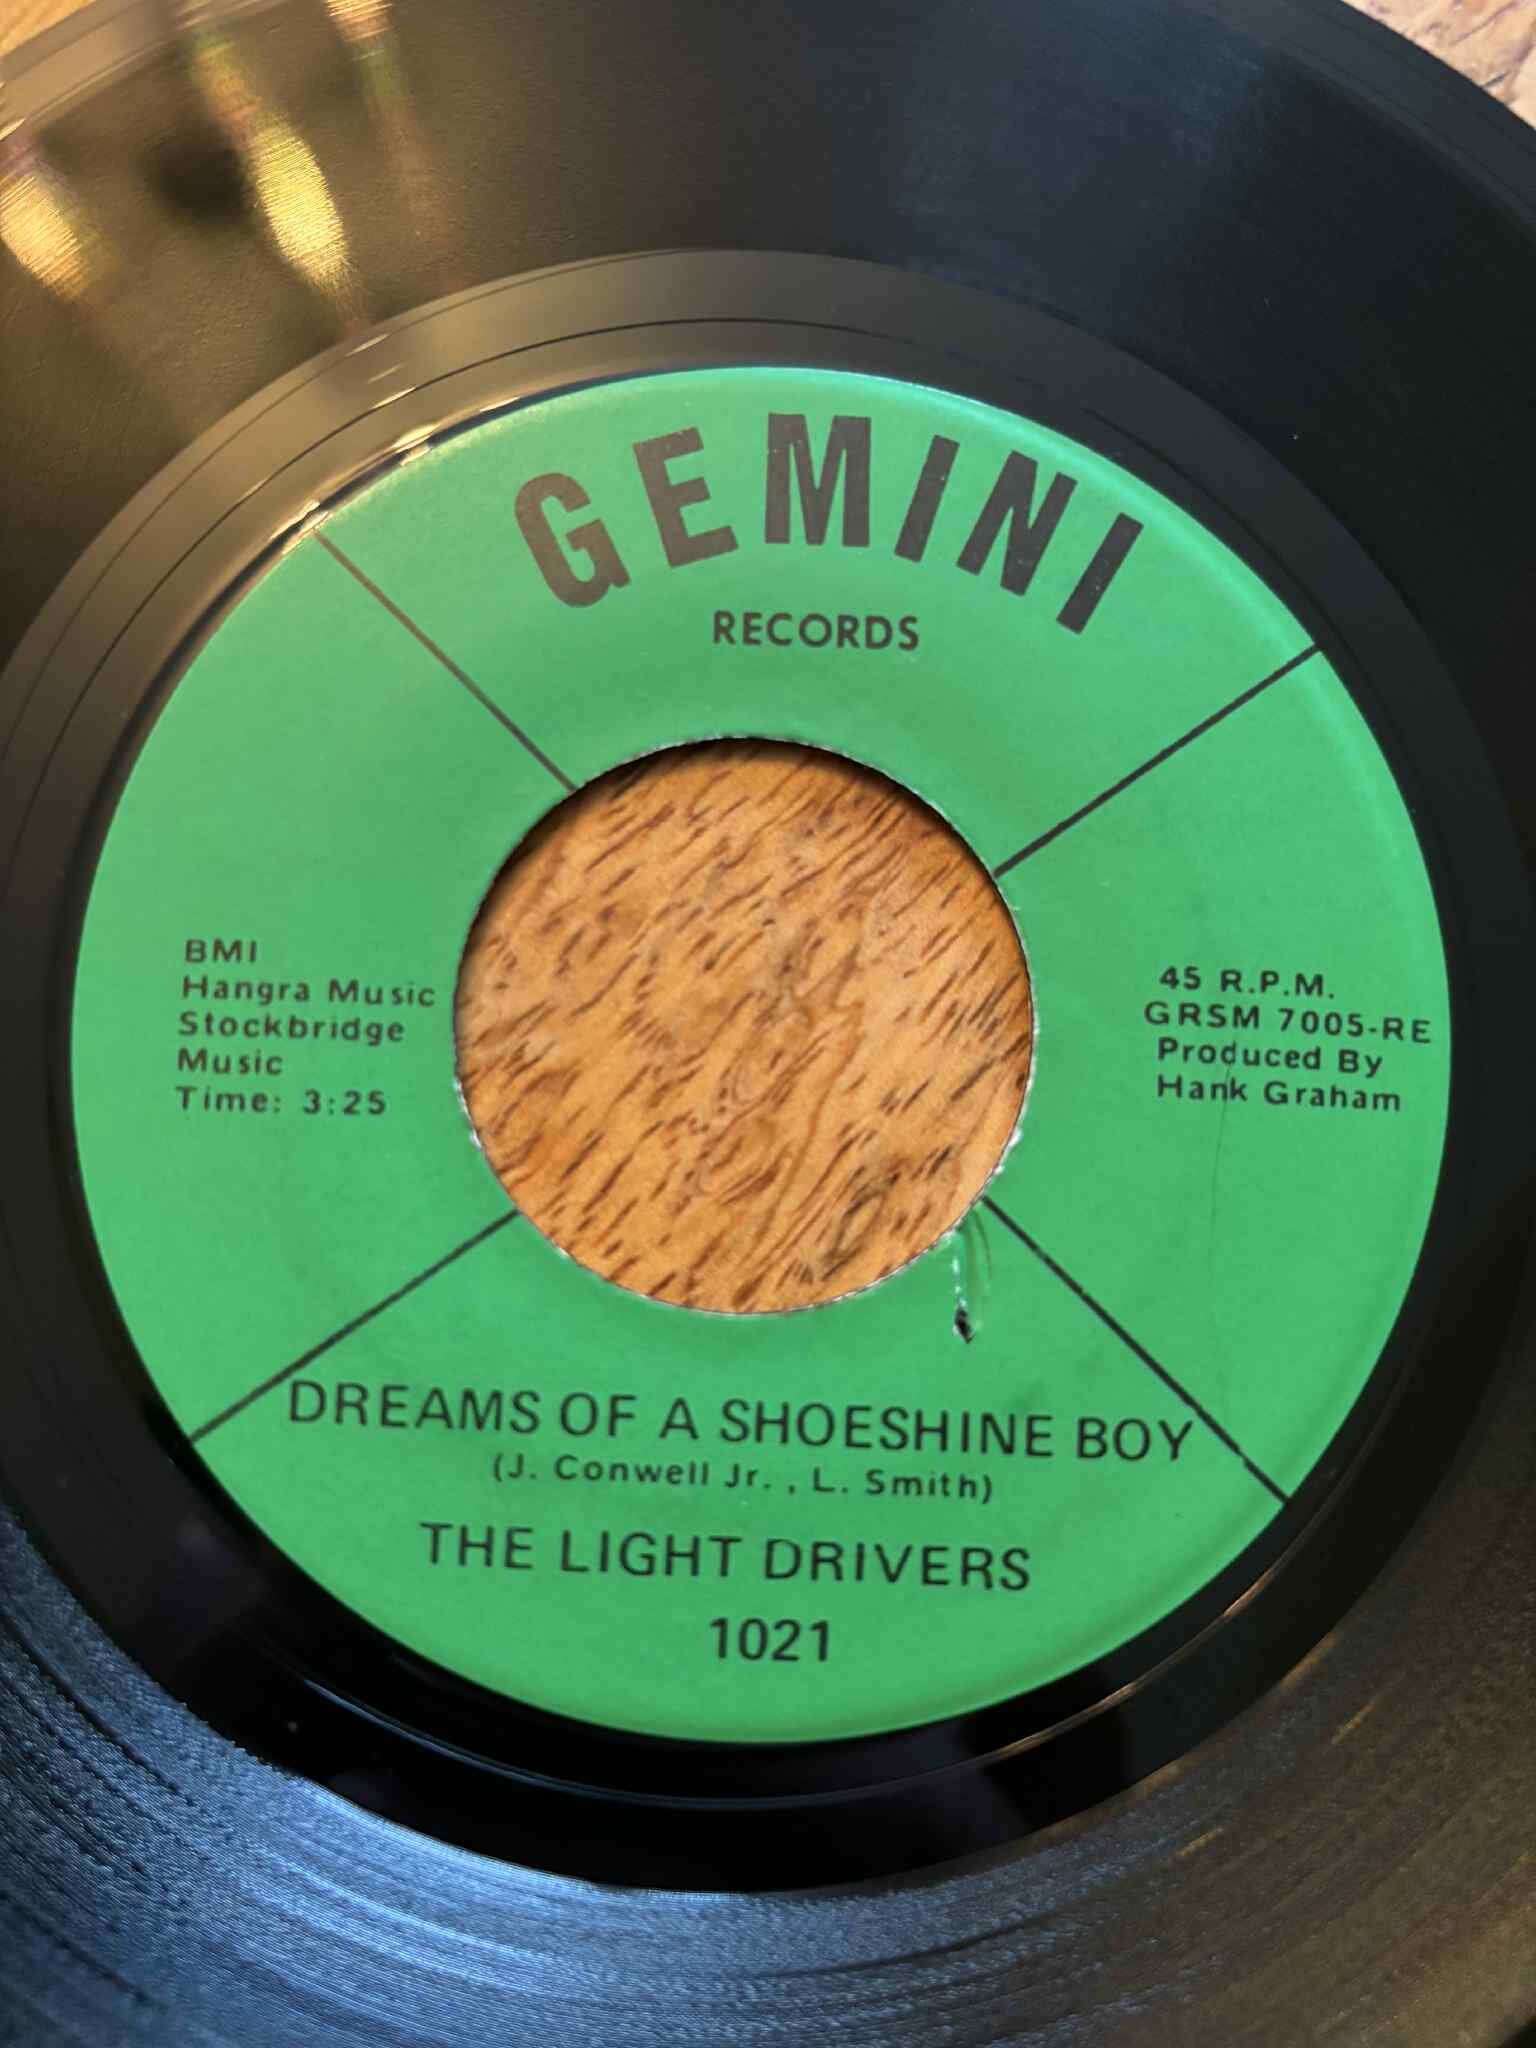 GEMINI
RECORDS
BMI
Hangra Music
Stockbridge
Music
Time: 3:25
45 R.P.M.
GRSM 7005-RE
Produced By
Hank Graham
DREAMS OF A SHOESHINE BOY
(J. Conwell Jr. , L. Smith)
THE LIGHT DRIVERS
1021